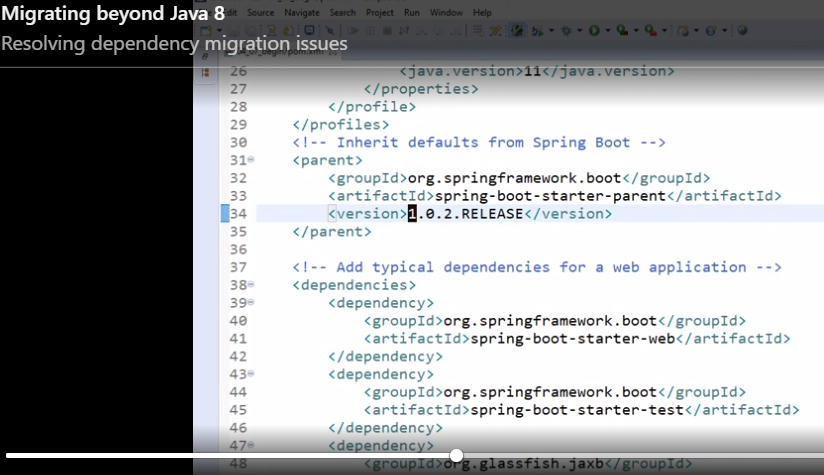 Migrating beyond Java 8
Resolving dependency migration issues
Edit Source Navigate Search Project Run Window Help
26 <java.version>11</java.version>
27 </properties>
28 </profile>
29 </profiles>
30 <!-- Inherit defaults from Spring Boot -->
31 <parent>
32 <groupId>org.springframework.boot</groupId>
33 <artifactId>spring-boot-starter-parent</artifactId>
34 <version>1.0.2.RELEASE</version>
35 </parent>
36
37 <!-- Add typical dependencies for a web application -->
38 <dependencies>
39 <dependency>
40 <groupId>org.springframework.boot</groupId>
41 <artifactId>spring-boot-starter-web</artifactId>
42 </dependency>
43 <dependency>
44 <groupId>org.springframework.boot</groupId>
45 <artifactId>spring-boot-starter-test</artifactId>
46 </dependency>
47 <dependency>
48 <groupId>org.glassfish.jaxb</groupId>